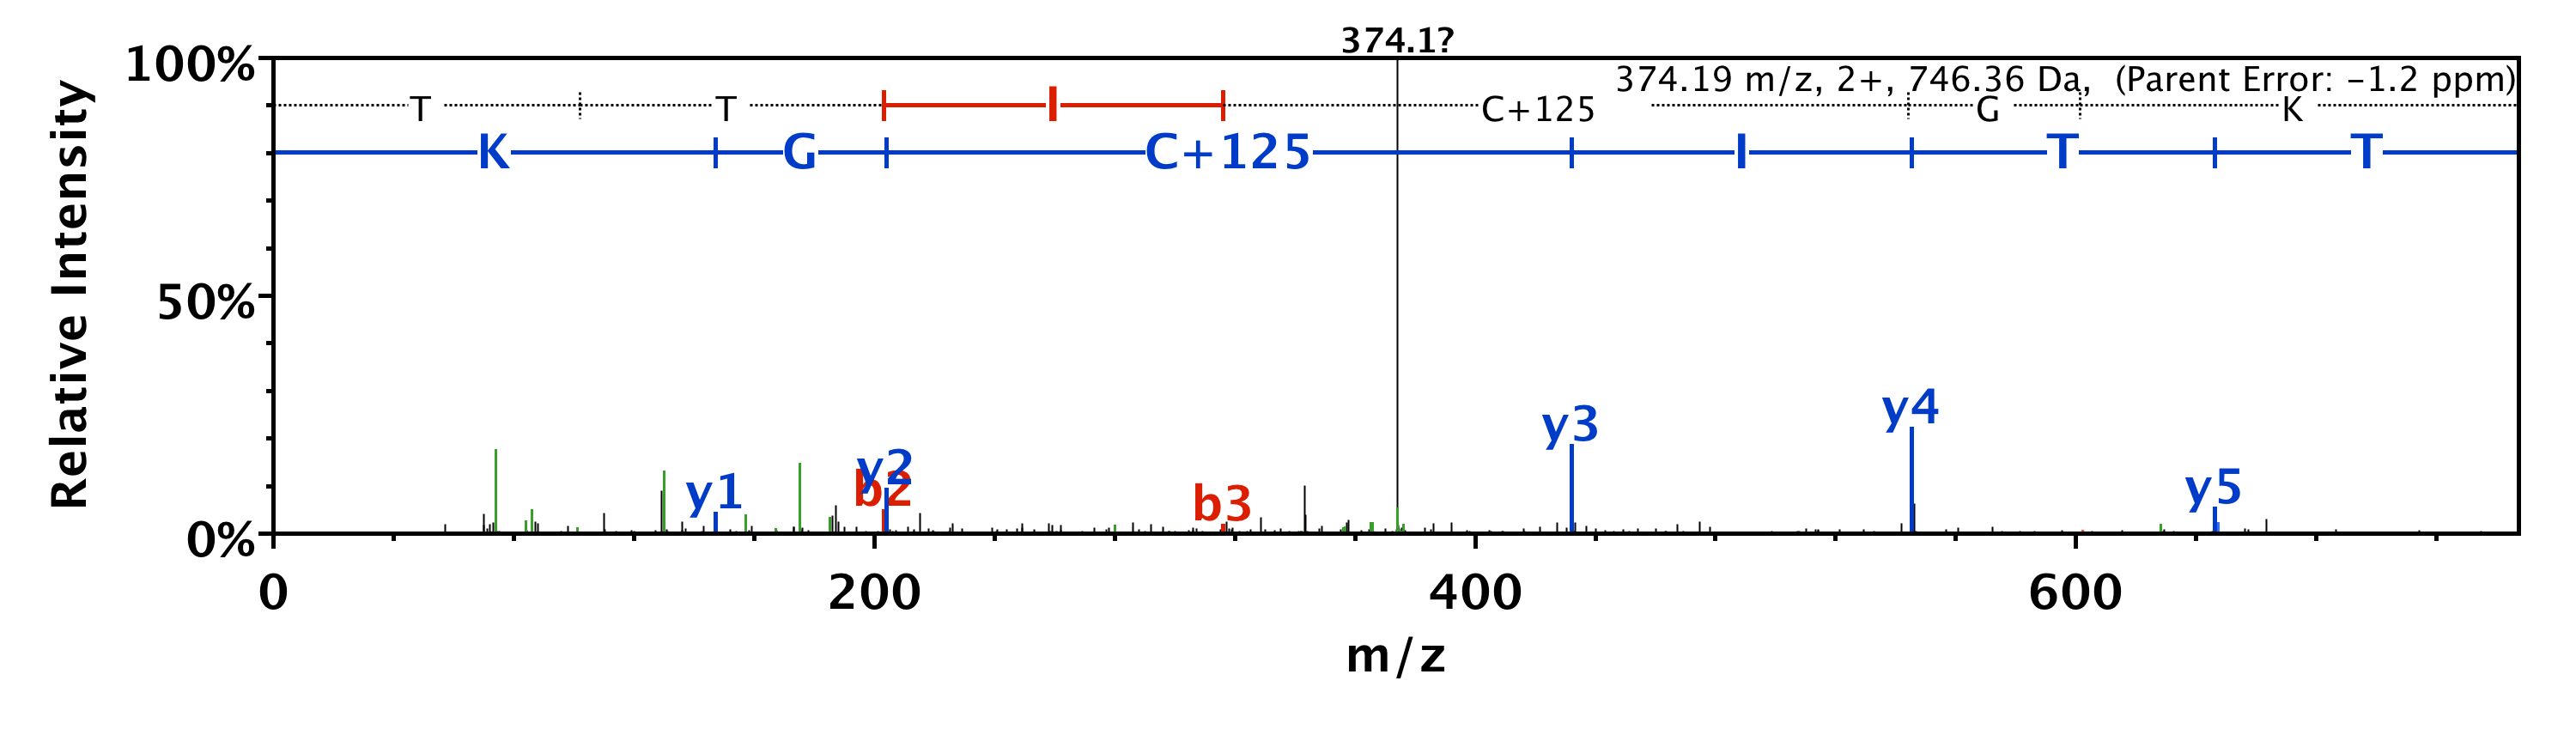 374.1?
100%
374.19 m/z, 2+, 746.36 Da, (Parent Error: −1.2 ppm)
T T I C+125 G K
K G C+125 I T T
Relative Intensity
50%
y4
y3
y2
y1 b2 b3 y5
0%
0 200 400 600
m/z